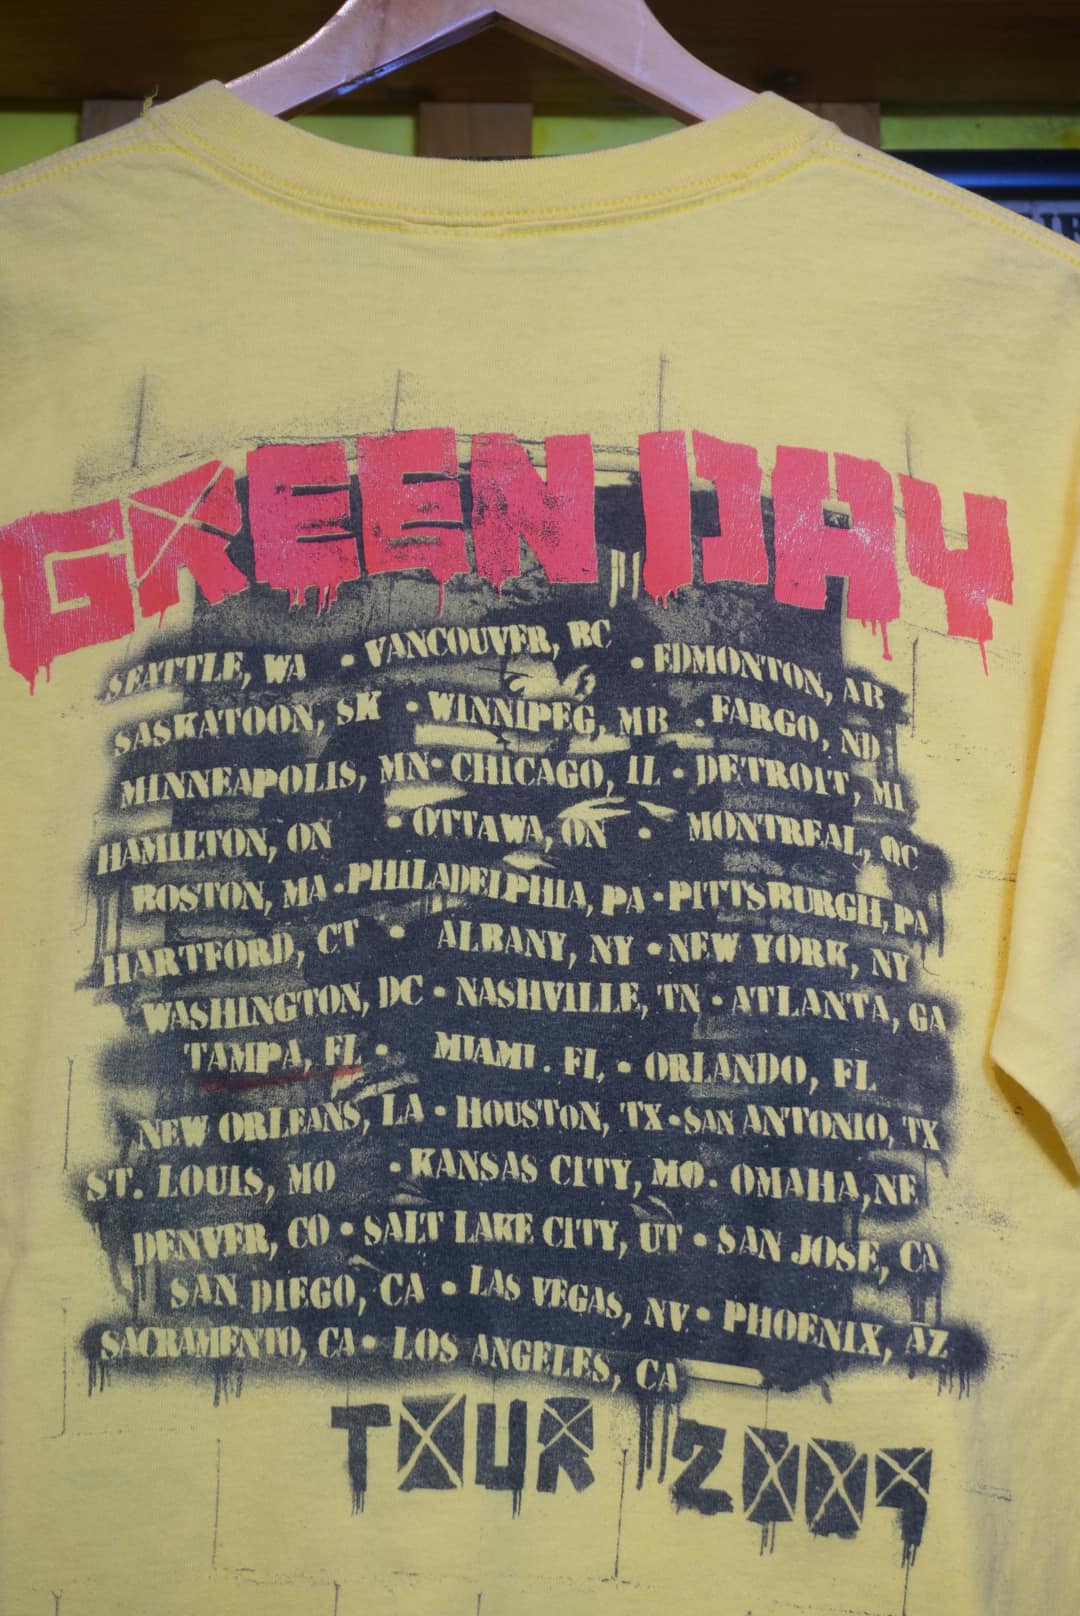 GREEN DAY
SEATTLE, WA • VANCOUVER, BC • EDMONTON, AB
SASKATOON, SK • WINNIPEG, MB • FARGO, ND
MINNEAPOLIS, MN • CHICAGO, IL • DETROIT, MI
HAMILTON, ON • OTTAWA, ON • MONTREAL, QC
BOSTON, MA • PHILADELPHIA, PA • PITTSBURGH, PA
HARTFORD, CT • ALBANY, NY • NEW YORK, NY
WASHINGTON, DC • NASHVILLE, TN • ATLANTA, GA
TAMPA, FL • MIAMI. FL • ORLANDO, FL
NEW ORLEANS, LA • HOUSTON, TX • SAN ANTONIO, TX
ST. LOUIS, MO • KANSAS CITY, MO. OMAHA, NE
DENVER, CO • SALT LAKE CITY, UT • SAN JOSE, CA
SAN DIEGO, CA • LAS VEGAS, NV • PHOENIX, AZ
SACRAMENTO, CA • LOS ANGELES, CA
TOUR 2009